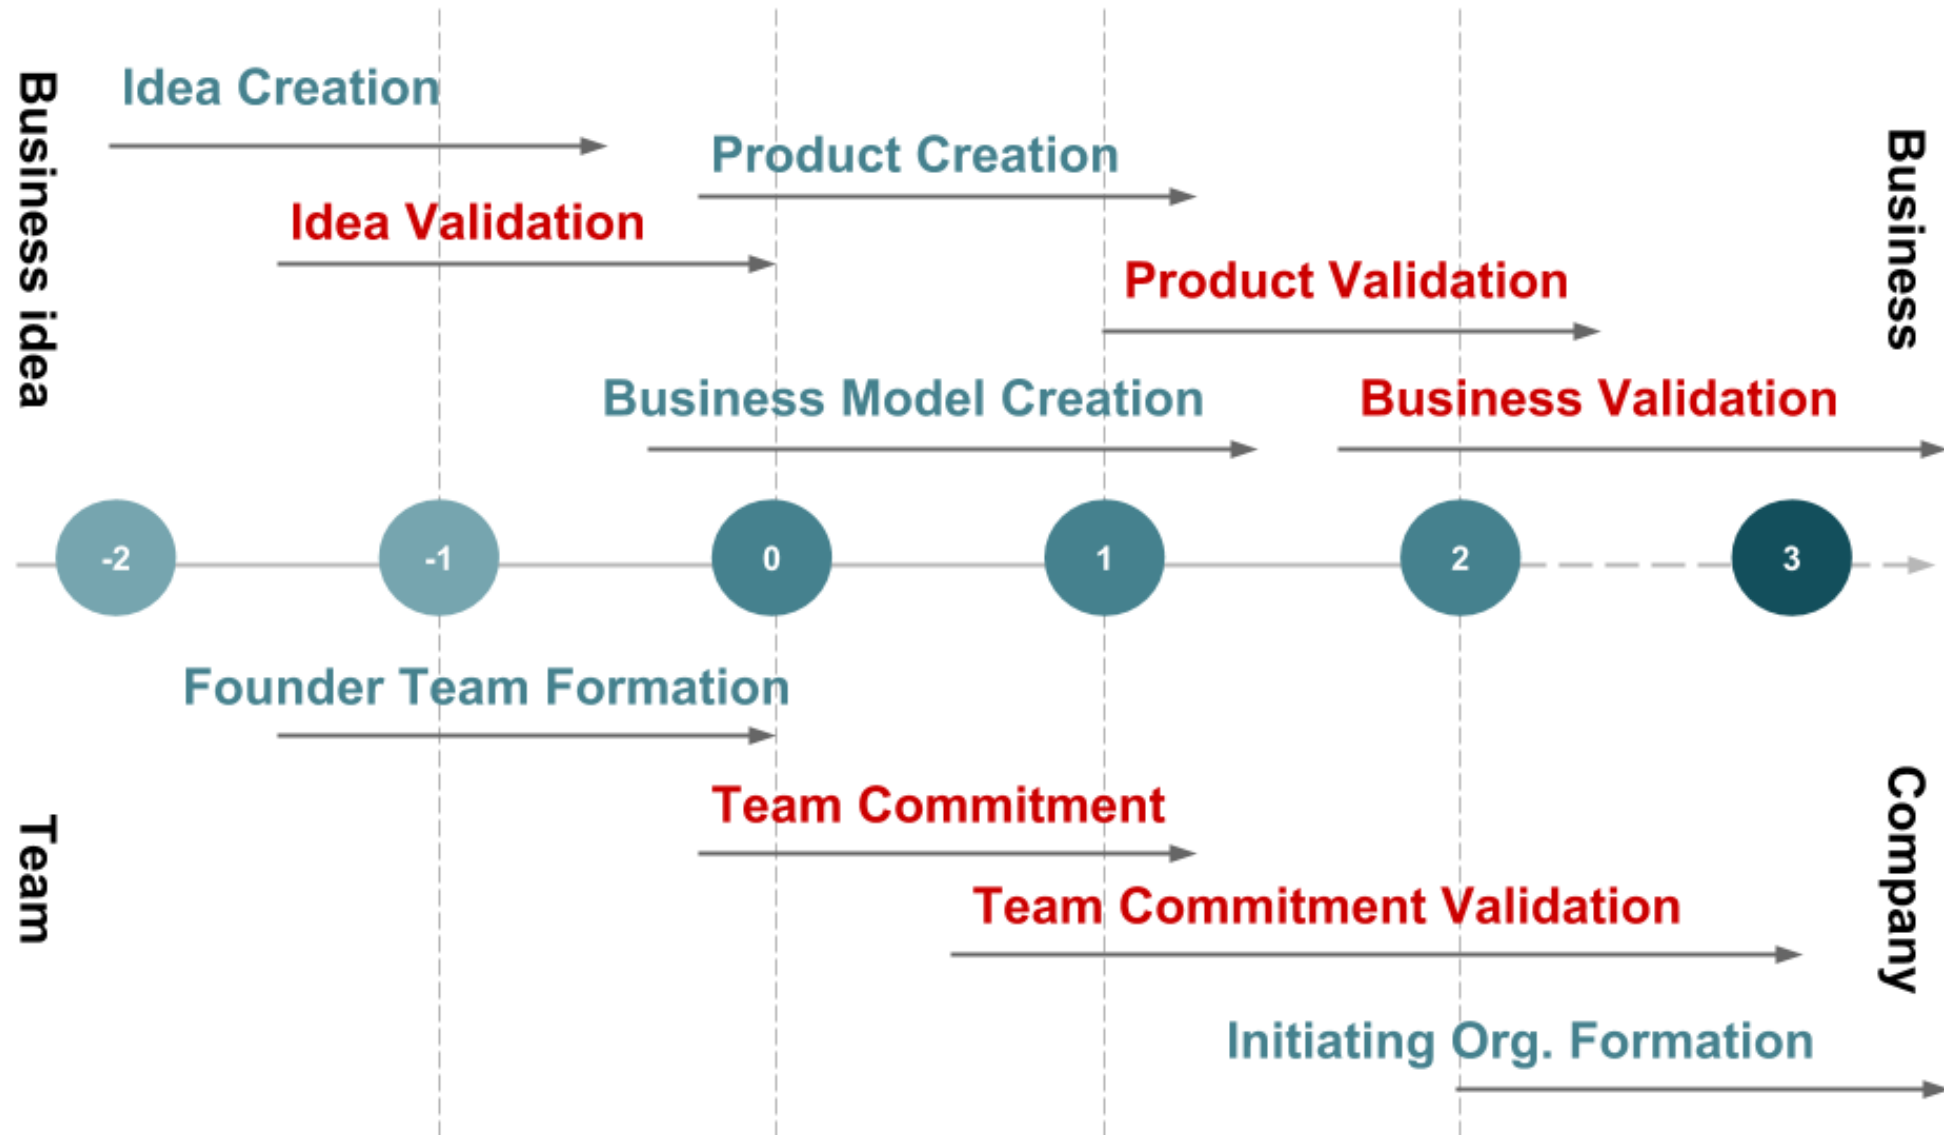 Business idea
Idea Creation
Product Creation
Business
Idea Validation
Product Validation
Business Model Creation
Business Validation
-2
-1
0
1
2
3
Founder Team Formation
Team
Team Commitment
Company
Team Commitment Validation
Initiating Org. Formation